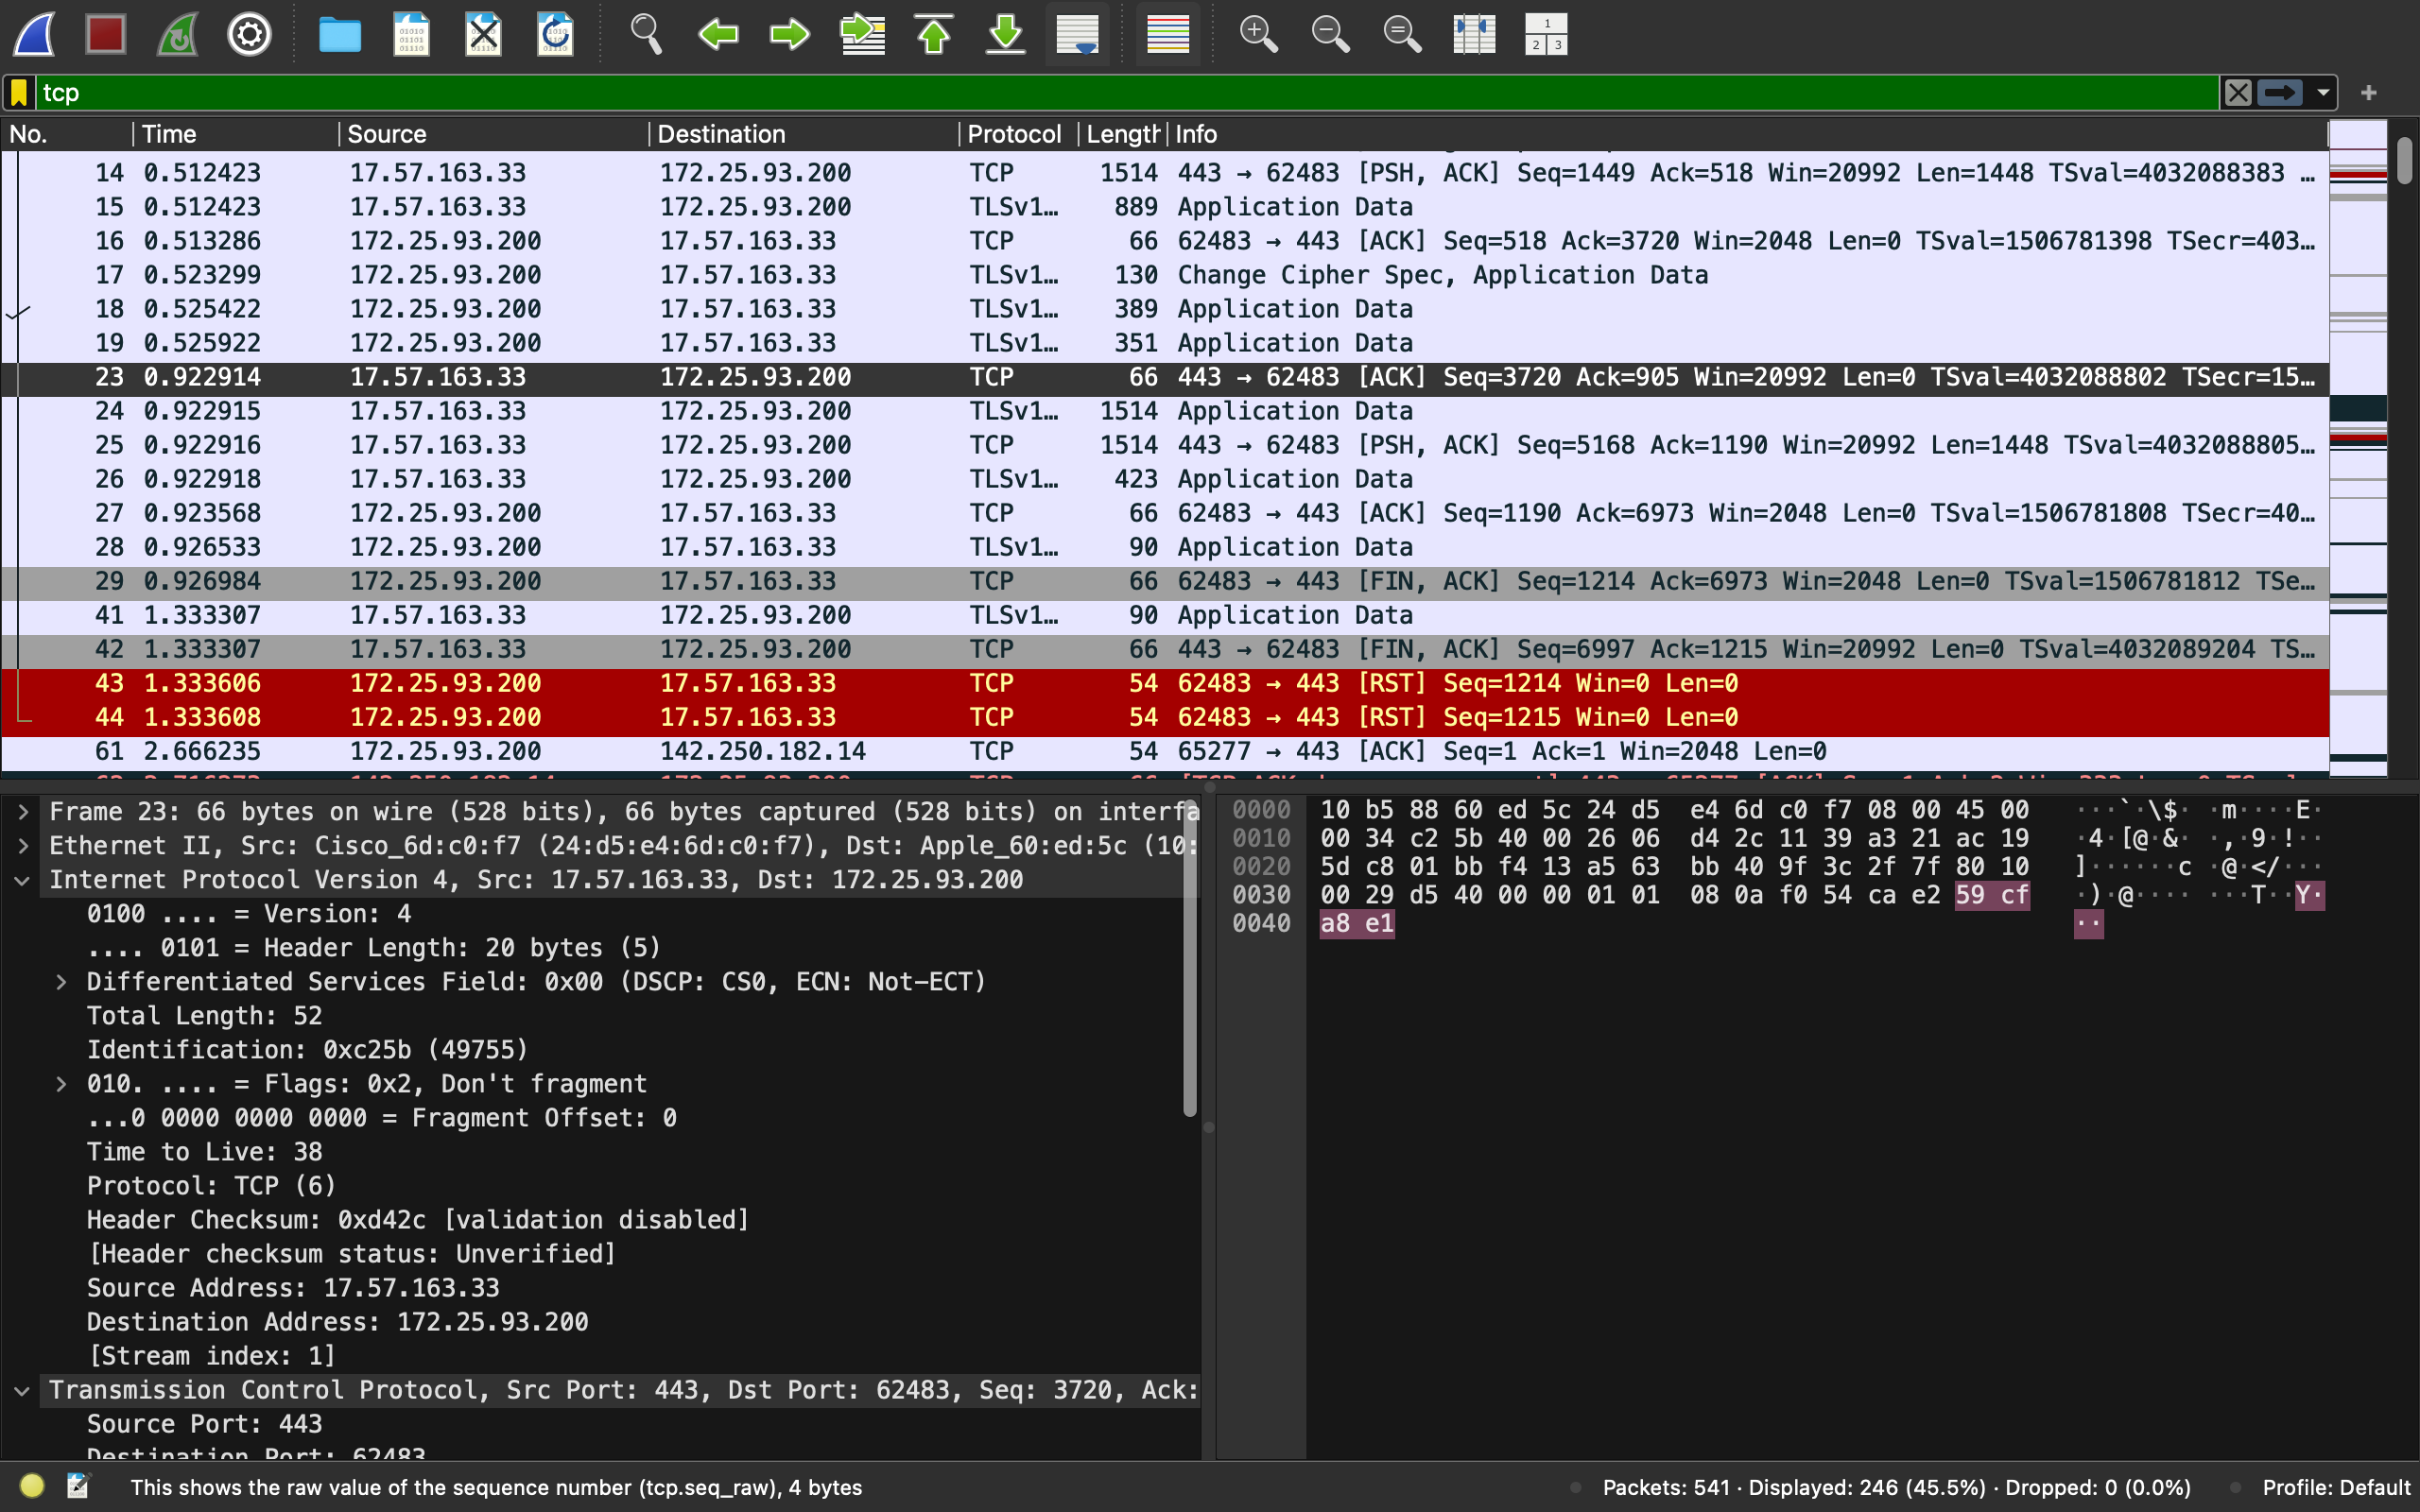 tcp
No. Time Source Destination Protocol Length Info
14 0.512423 17.57.163.33 172.25.93.200 TCP 1514 443 → 62483 [PSH, ACK] Seq=1449 Ack=518 Win=20992 Len=1448 TSval=4032088383 …
15 0.512423 17.57.163.33 172.25.93.200 TLSv1… 889 Application Data
16 0.513286 172.25.93.200 17.57.163.33 TCP 66 62483 → 443 [ACK] Seq=518 Ack=3720 Win=2048 Len=0 TSval=1506781398 TSecr=403…
17 0.523299 172.25.93.200 17.57.163.33 TLSv1… 130 Change Cipher Spec, Application Data
18 0.525422 172.25.93.200 17.57.163.33 TLSv1… 389 Application Data
19 0.525922 172.25.93.200 17.57.163.33 TLSv1… 351 Application Data
23 0.922914 17.57.163.33 172.25.93.200 TCP 66 443 → 62483 [ACK] Seq=3720 Ack=905 Win=20992 Len=0 TSval=4032088802 TSecr=15…
24 0.922915 17.57.163.33 172.25.93.200 TLSv1… 1514 Application Data
25 0.922916 17.57.163.33 172.25.93.200 TCP 1514 443 → 62483 [PSH, ACK] Seq=5168 Ack=1190 Win=20992 Len=1448 TSval=4032088805…
26 0.922918 17.57.163.33 172.25.93.200 TLSv1… 423 Application Data
27 0.923568 172.25.93.200 17.57.163.33 TCP 66 62483 → 443 [ACK] Seq=1190 Ack=6973 Win=2048 Len=0 TSval=1506781808 TSecr=40…
28 0.926533 172.25.93.200 17.57.163.33 TLSv1… 90 Application Data
29 0.926984 172.25.93.200 17.57.163.33 TCP 66 62483 → 443 [FIN, ACK] Seq=1214 Ack=6973 Win=2048 Len=0 TSval=1506781812 TSe…
41 1.333307 17.57.163.33 172.25.93.200 TLSv1… 90 Application Data
42 1.333307 17.57.163.33 172.25.93.200 TCP 66 443 → 62483 [FIN, ACK] Seq=6997 Ack=1215 Win=20992 Len=0 TSval=4032089204 TS…
43 1.333606 172.25.93.200 17.57.163.33 TCP 54 62483 → 443 [RST] Seq=1214 Win=0 Len=0
44 1.333608 172.25.93.200 17.57.163.33 TCP 54 62483 → 443 [RST] Seq=1215 Win=0 Len=0
61 2.666235 172.25.93.200 142.250.182.14 TCP 54 65277 → 443 [ACK] Seq=1 Ack=1 Win=2048 Len=0
Frame 23: 66 bytes on wire (528 bits), 66 bytes captured (528 bits) on interfa
Ethernet II, Src: Cisco_6d:c0:f7 (24:d5:e4:6d:c0:f7), Dst: Apple_60:ed:5c (10:
Internet Protocol Version 4, Src: 17.57.163.33, Dst: 172.25.93.200
0100 .... = Version: 4
.... 0101 = Header Length: 20 bytes (5)
Differentiated Services Field: 0x00 (DSCP: CS0, ECN: Not-ECT)
Total Length: 52
Identification: 0xc25b (49755)
010. .... = Flags: 0x2, Don't fragment
...0 0000 0000 0000 = Fragment Offset: 0
Time to Live: 38
Protocol: TCP (6)
Header Checksum: 0xd42c [validation disabled]
[Header checksum status: Unverified]
Source Address: 17.57.163.33
Destination Address: 172.25.93.200
[Stream index: 1]
Transmission Control Protocol, Src Port: 443, Dst Port: 62483, Seq: 3720, Ack:
Source Port: 443
Destination Port: 62483
0000 10 b5 88 60 ed 5c 24 d5 e4 6d c0 f7 08 00 45 00 ···`·\$· ·m····E·
0010 00 34 c2 5b 40 00 26 06 d4 2c 11 39 a3 21 ac 19 ·4·[@·&· ·,·9·!··
0020 5d c8 01 bb f4 13 a5 63 bb 40 9f 3c 2f 7f 80 10 ]······c ·@·</···
0030 00 29 d5 40 00 00 01 01 08 0a f0 54 ca e2 59 cf ·)·@···· ···T··Y·
0040 a8 e1 ··
This shows the raw value of the sequence number (tcp.seq_raw), 4 bytes
Packets: 541 · Displayed: 246 (45.5%) · Dropped: 0 (0.0%)
Profile: Default